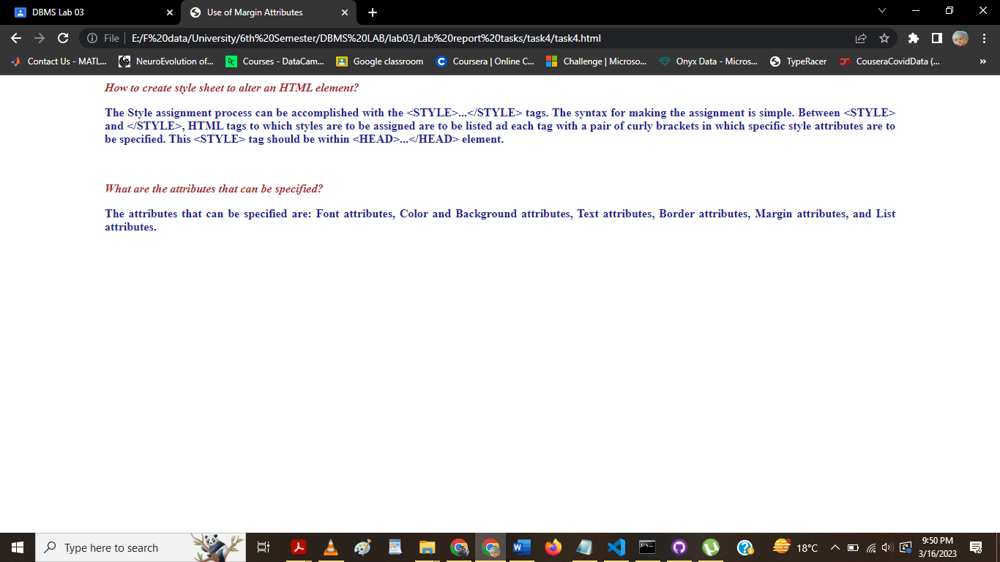 DBMS Lab 03
Use of Margin Attributes
File
E:/F%20data/University/6th%20Semester/DBMS%20LAB/lab03/Lab%20report%20tasks/task4/task4.html
Contact Us - MATL...
NeuroEvolution of...
DC
Courses - DataCam...
Google classroom
Coursera | Online C...
Challenge | Microso...
Onyx Data - Micros...
TypeRacer
CouseraCovidData (...
»
How to create style sheet to alter an HTML element?
The Style assignment process can be accomplished with the <STYLE>...</STYLE> tags. The syntax for making the assignment is simple. Between <STYLE>
and </STYLE>, HTML tags to which styles are to be assigned are to be listed ad each tag with a pair of curly brackets in which specific style attributes are to
be specified. This <STYLE> tag should be within <HEAD>...</HEAD> element.
What are the attributes that can be specified?
The attributes that can be specified are: Font attributes, Color and Background attributes, Text attributes, Border attributes, Margin attributes, and List
attributes.
Type here to search
18°C
9:50 PM
3/16/2023